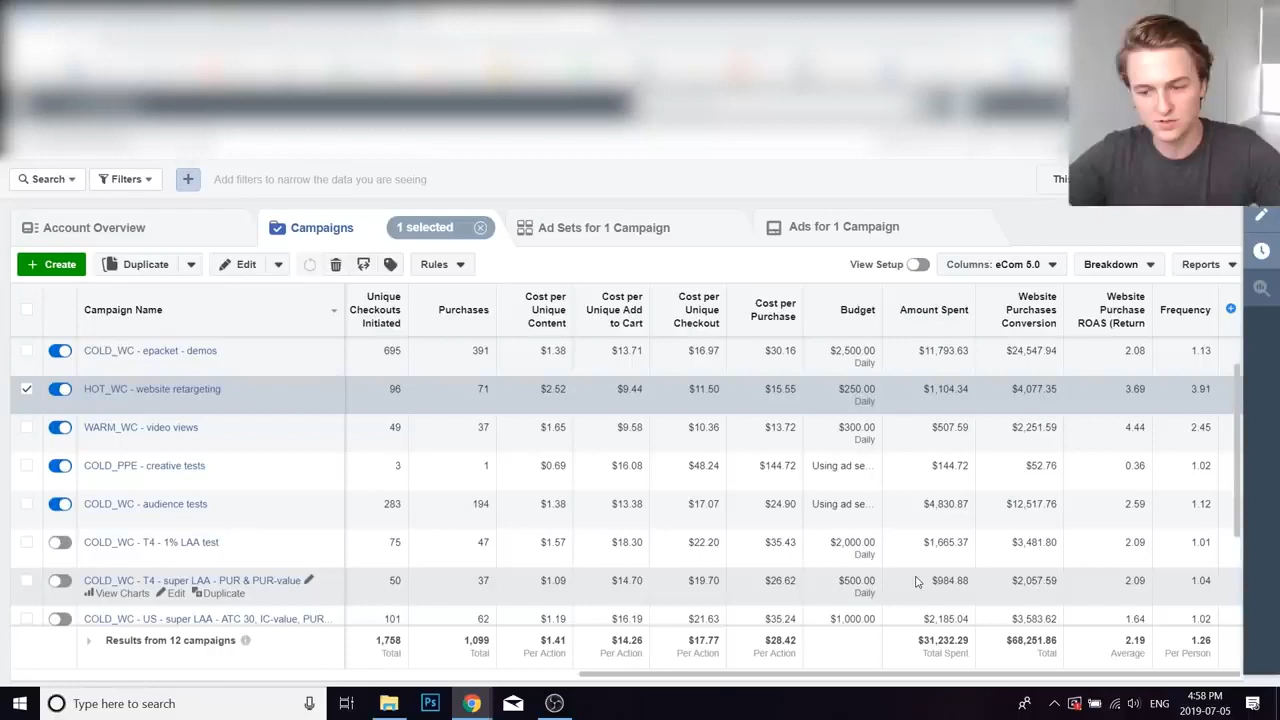 Search Filters + Add filters to narrow the data you are seeing This
Account Overview Campaigns 1 selected Ad Sets for 1 Campaign Ads for 1 Campaign
+ Create Duplicate Edit Rules View Setup Columns: eCom 5.0 Breakdown Reports
Campaign Name Unique Checkouts Initiated Purchases Cost per Unique Content Cost per Unique Add to Cart Cost per Unique Checkout Cost per Purchase Budget Amount Spent Website Purchases Conversion Website Purchase ROAS (Return Frequency
COLD_WC - epacket - demos 695 391 $1.38 $13.71 $16.97 $30.16 $2,500.00 $11,793.63 $24,547.94 2.08 1.13
Daily
HOT_WC - website retargeting 96 71 $2.52 $9.44 $11.50 $15.55 $250.00 $1,104.34 $4,077.35 3.69 3.91
Daily
WARM_WC - video views 49 37 $1.65 $9.58 $10.36 $13.72 $300.00 $507.59 $2,251.59 4.44 2.45
Daily
COLD_PPE - creative tests 3 1 $0.69 $16.08 $48.24 $144.72 Using ad se... $144.72 $52.76 0.36 1.02
COLD_WC - audience tests 283 194 $1.38 $13.38 $17.07 $24.90 Using ad se... $4,830.87 $12,517.76 2.59 1.12
COLD_WC - T4 - 1% LAA test 75 47 $1.57 $18.30 $22.20 $35.43 $2,000.00 $1,665.37 $3,481.80 2.09 1.01
Daily
COLD_WC - T4 - super LAA - PUR & PUR-value 50 37 $1.09 $14.70 $19.70 $26.62 $500.00 $984.88 $2,057.59 2.09 1.04
View Charts Edit Duplicate Daily
COLD_WC - US - super LAA - ATC 30, IC-value, PUR... 101 62 $1.19 $16.19 $21.63 $35.24 $1,000.00 $2,185.04 $3,583.62 1.64 1.02
Results from 12 campaigns 1,758 1,099 $1.41 $14.26 $17.77 $28.42 $31,232.29 $68,251.86 2.19 1.26
Total Total Per Action Per Action Per Action Per Action Total Spent Total Average Per Person
Type here to search Ps ENG 4:58 PM
2019-07-05